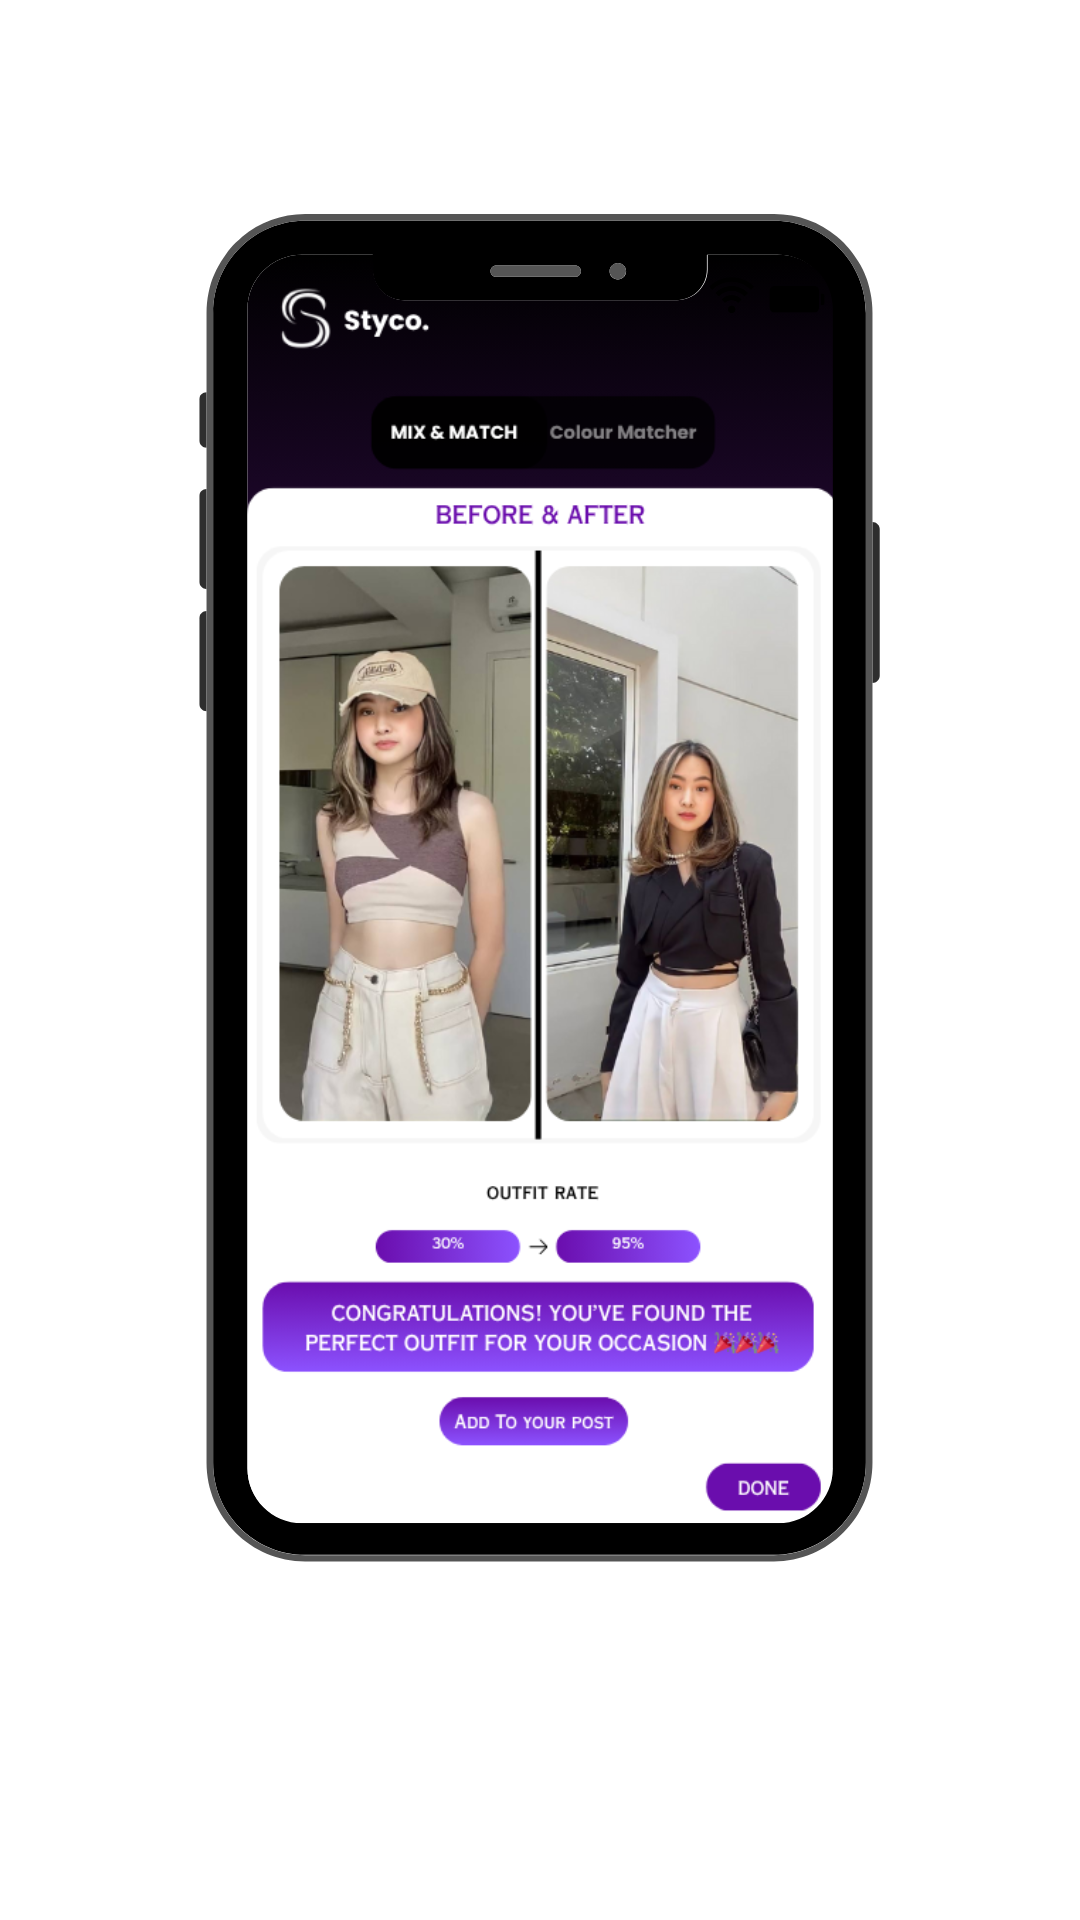 Styco.
MIX & MATCH
Colour Matcher
BEFORE & AFTER
OUTFIT RATE
30% → 95%
CONGRATULATIONS! YOU'VE FOUND THE
PERFECT OUTFIT FOR YOUR OCCASION 🎉🎉🎉
ADD TO YOUR POST
DONE